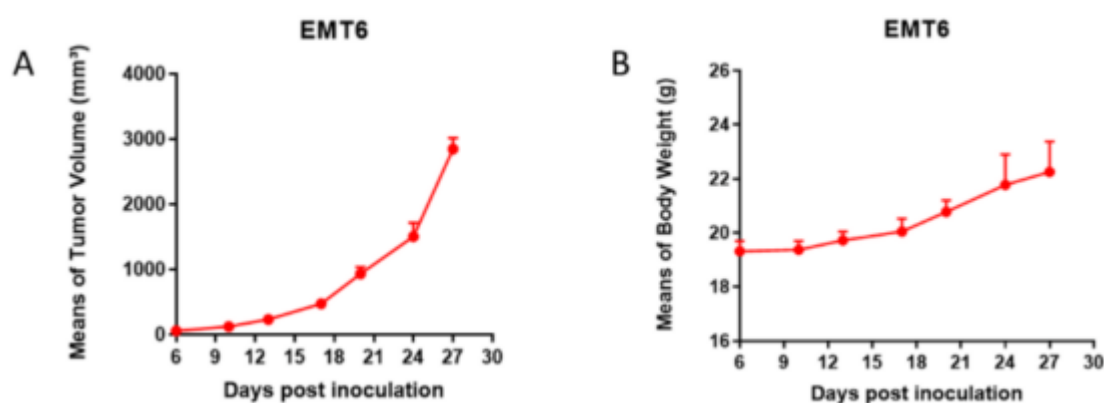 A
EMT6
Means of Tumor Volume (mm³)
4000
3000
2000
1000
0
6 9 12 15 18 21 24 27 30
Days post inoculation
B
EMT6
Means of Body Weight (g)
26
24
22
20
18
16
6 9 12 15 18 21 24 27 30
Days post inoculation